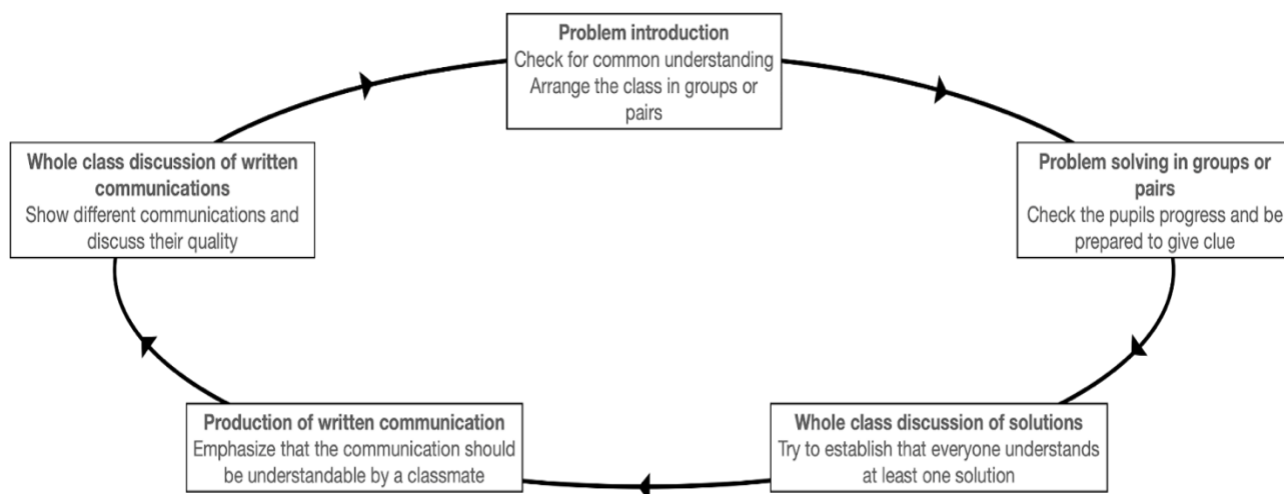 Problem introduction
Check for common understanding
Arrange the class in groups or
pairs
Problem solving in groups or
pairs
Check the pupils progress and be
prepared to give clue
Whole class discussion of solutions
Try to establish that everyone understands
at least one solution
Production of written communication
Emphasize that the communication should
be understandable by a classmate
Whole class discussion of written
communications
Show different communications and
discuss their quality